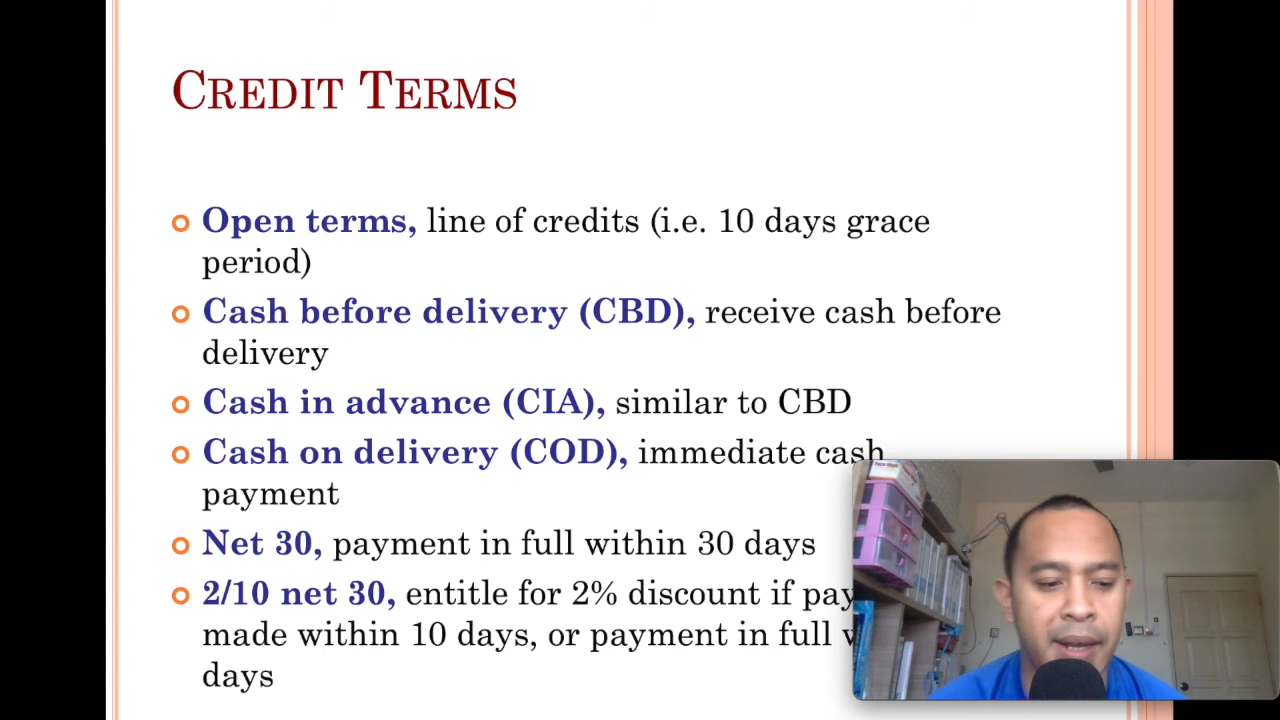 CREDIT TERMS
Open terms, line of credits (i.e. 10 days grace
period)
Cash before delivery (CBD), receive cash before
delivery
Cash in advance (CIA), similar to CBD
Cash on delivery (COD), immediate cash
payment
Net 30, payment in full within 30 days
2/10 net 30, entitle for 2% discount if pay
made within 10 days, or payment in full
days